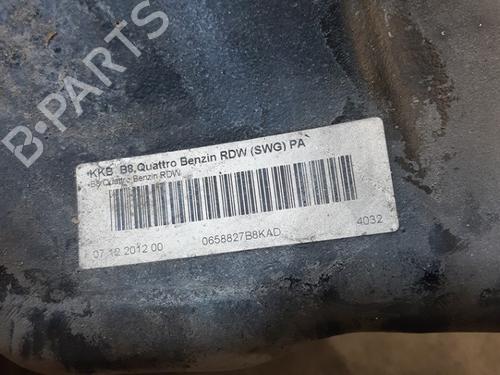 B-PARTS
KKB B8,Quattro Benzin RDW (SWG) PA
B8,Quattro Benzin RDW
07.12.2012 00 0658827B8KAD 4032